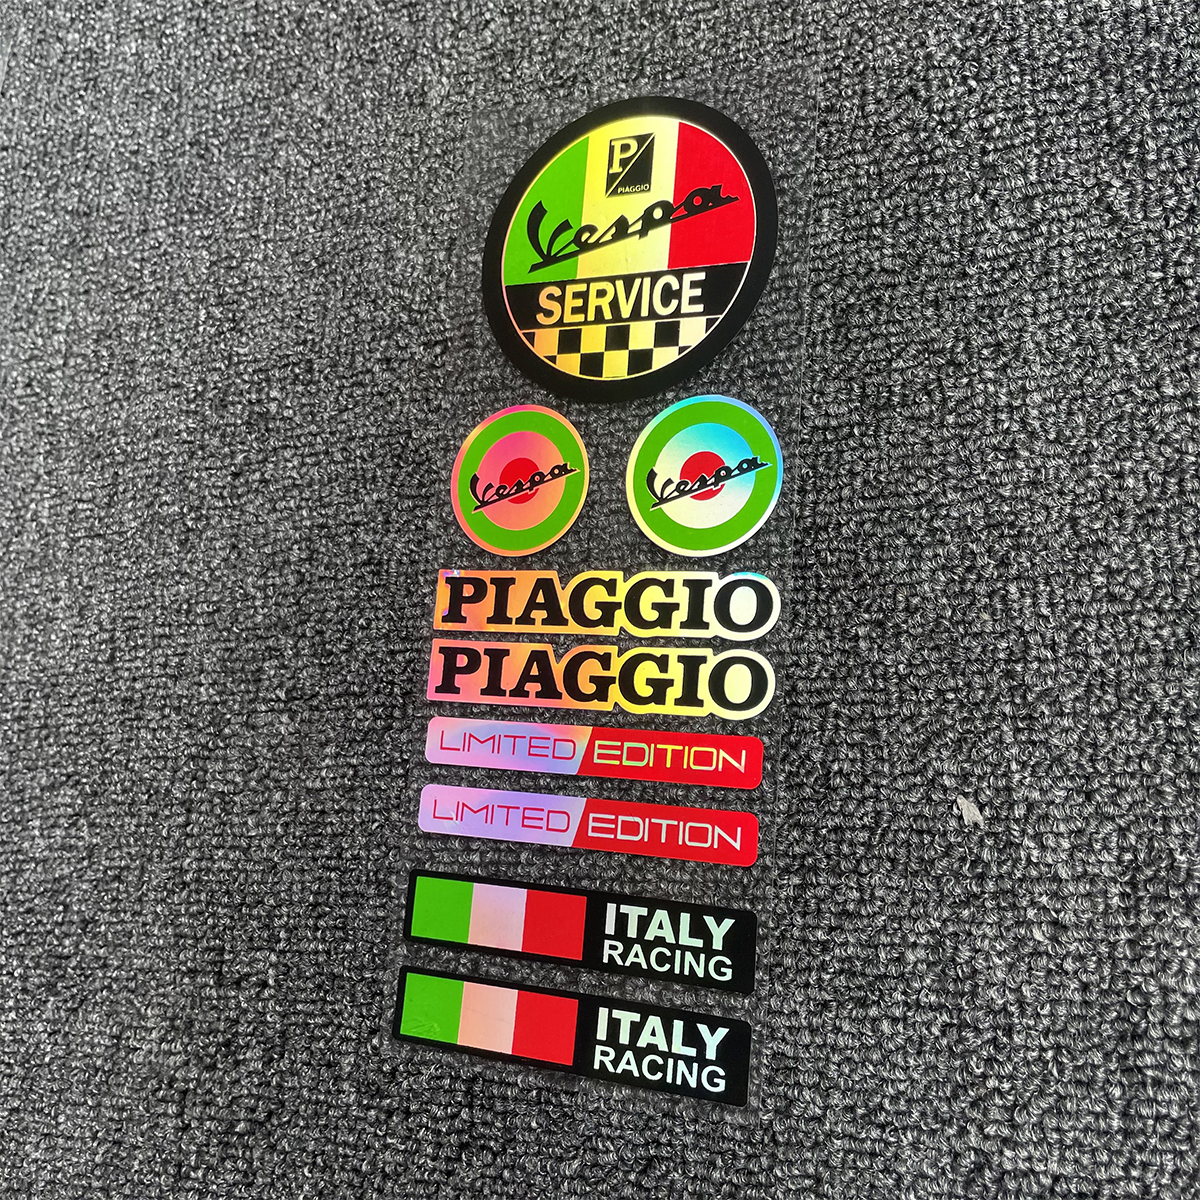 P
PIAGGIO
Vespa
SERVICE
Vespa
Vespa
PIAGGIO
PIAGGIO
LIMITED EDITION
LIMITED EDITION
ITALY
RACING
ITALY
RACING